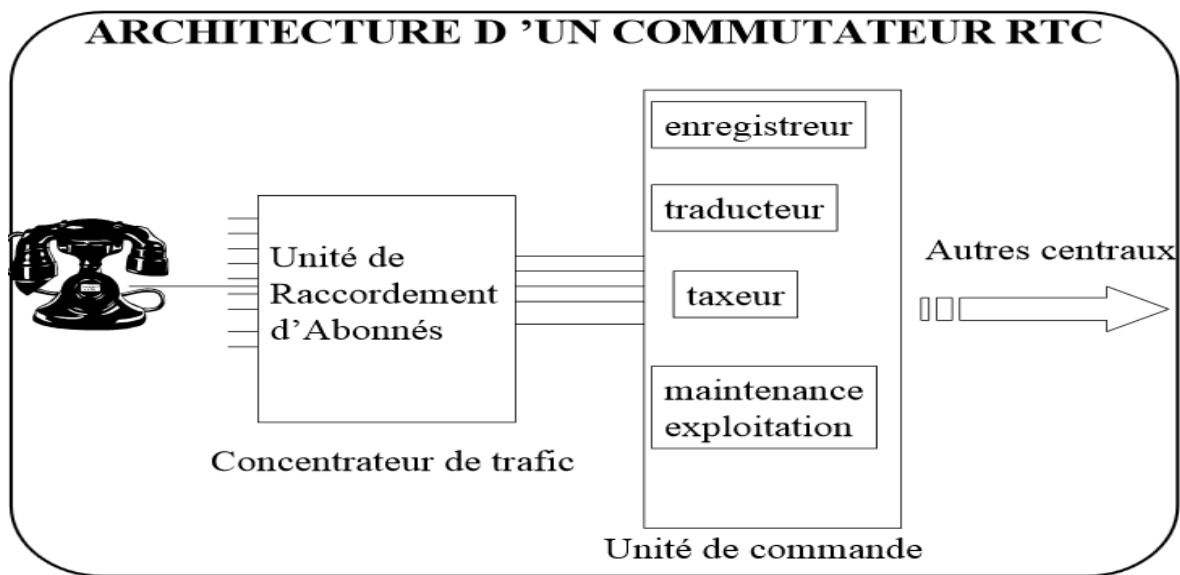 ARCHITECTURE D ’UN COMMUTATEUR RTC
enregistreur
traducteur
taxeur
maintenance
exploitation
Unité de
Raccordement
d’Abonnés
Autres centraux
Concentrateur de trafic
Unité de commande